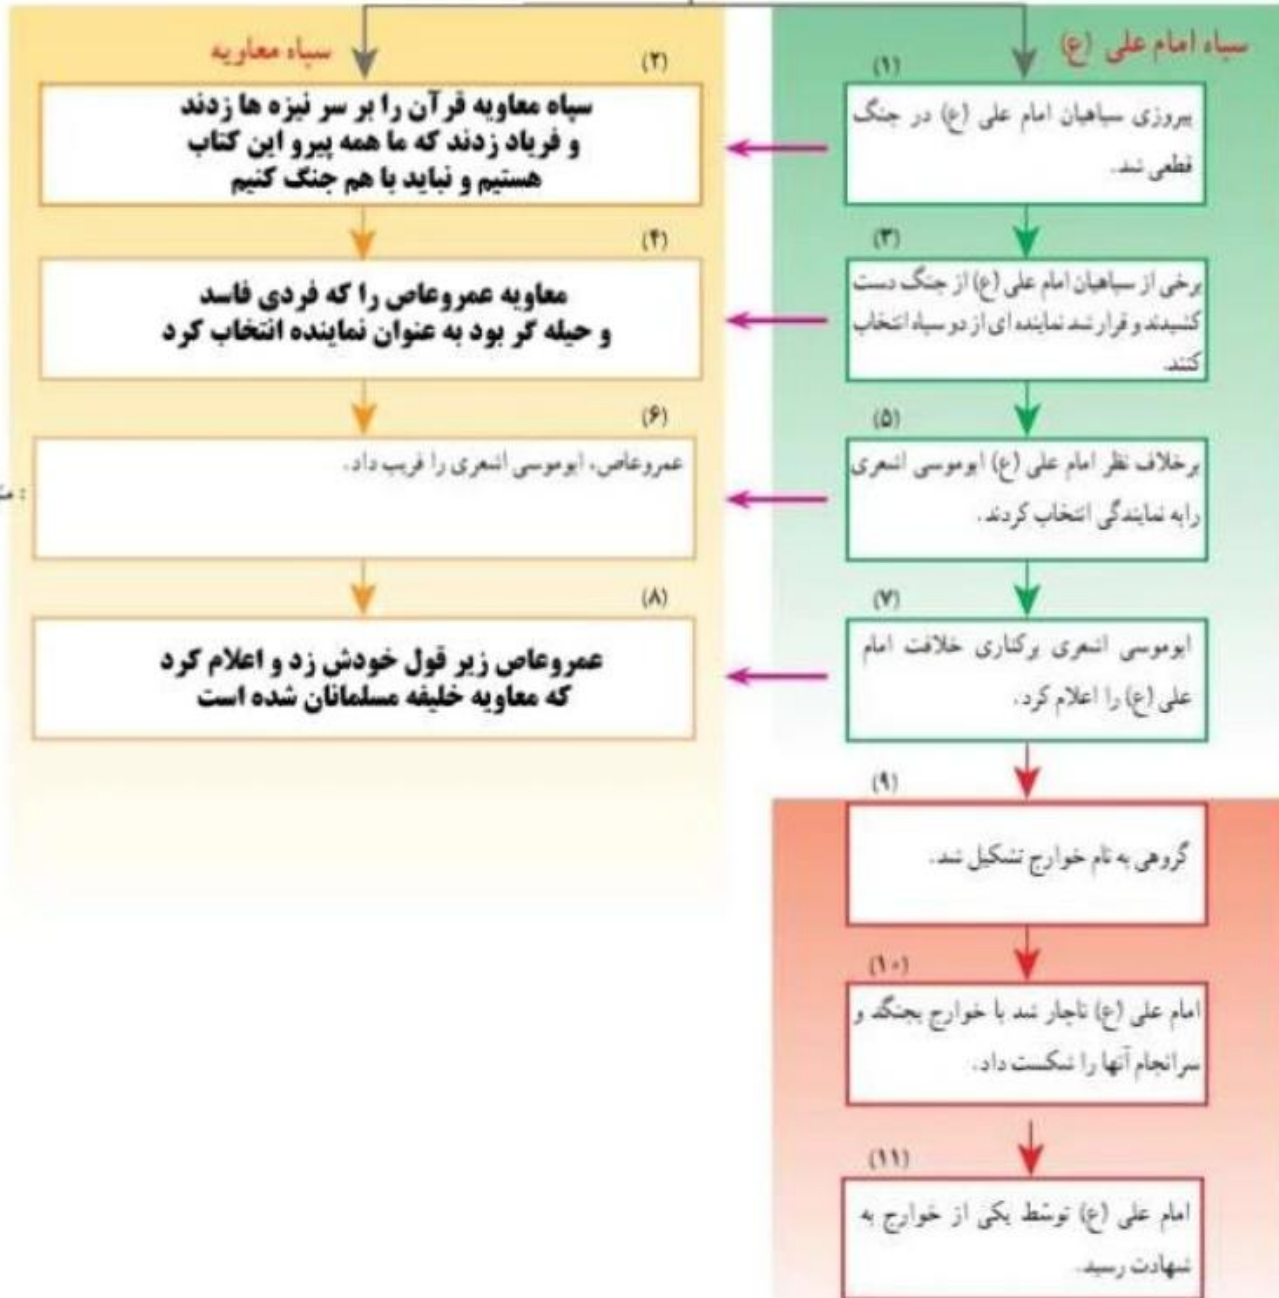 سپاه امام علی (ع)
سپاه معاویه
(۱)
پیروزی سپاهیان امام علی (ع) در جنگ
قطعی شد.
(۲)
سپاه معاویه قرآن را بر سر نیزه ها زدند
و فریاد زدند که ما همه پیرو این کتاب
هستیم و نباید با هم جنگ کنیم
(۳)
برخی از سپاهیان امام علی (ع) از جنگ دست
کشیدند و قرار شد نماینده ای از دو سپاه انتخاب
کنند.
(۴)
معاویه عمروعاص را که فردی فاسد
و حیله گر بود به عنوان نماینده انتخاب کرد
(۵)
برخلاف نظر امام علی (ع) ابوموسی اشعری
رابه نمایندگی انتخاب کردند.
(۶)
عمروعاص، ابوموسی اشعری را فریب داد.
(۷)
ابوموسی اشعری برکناری خلافت امام
علی (ع) را اعلام کرد.
(۸)
عمروعاص زیر قول خودش زد و اعلام کرد
که معاویه خلیفه مسلمانان شده است
(۹)
گروهی به نام خوارج تشکیل شد.
(۱۰)
امام علی (ع) ناچار شد با خوارج بجنگد و
سرانجام آنها را شکست داد.
(۱۱)
امام علی (ع) توسّط یکی از خوارج به
شهادت رسید.